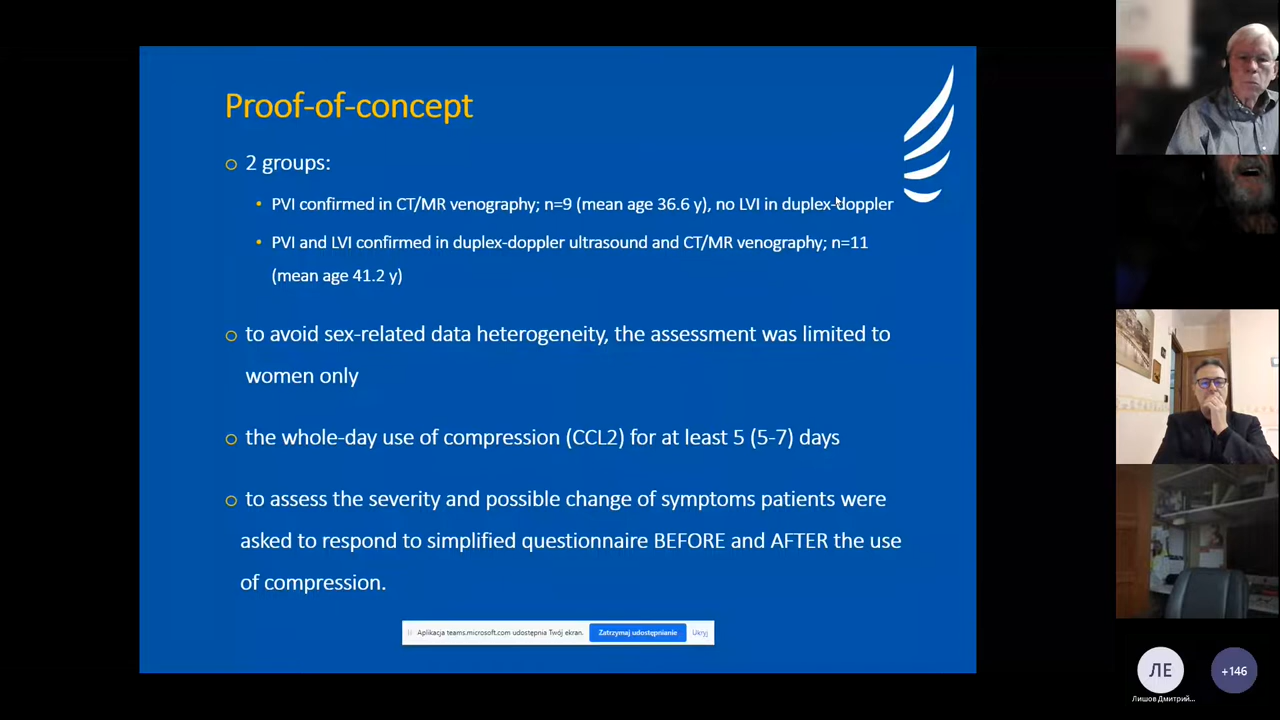 Proof-of-concept
2 groups:
PVI confirmed in CT/MR venography; n=9 (mean age 36.6 y), no LVI in duplex-doppler
PVI and LVI confirmed in duplex-doppler ultrasound and CT/MR venography; n=11
(mean age 41.2 y)
to avoid sex-related data heterogeneity, the assessment was limited to
women only
the whole-day use of compression (CCL2) for at least 5 (5-7) days
to assess the severity and possible change of symptoms patients were
asked to respond to simplified questionnaire BEFORE and AFTER the use
of compression.
Aplikacja teams.microsoft.com udostępnia Twój ekran. Zatrzymaj udostępnianie Ukryj
ЛЕ +146
Лишов Дмитрий...